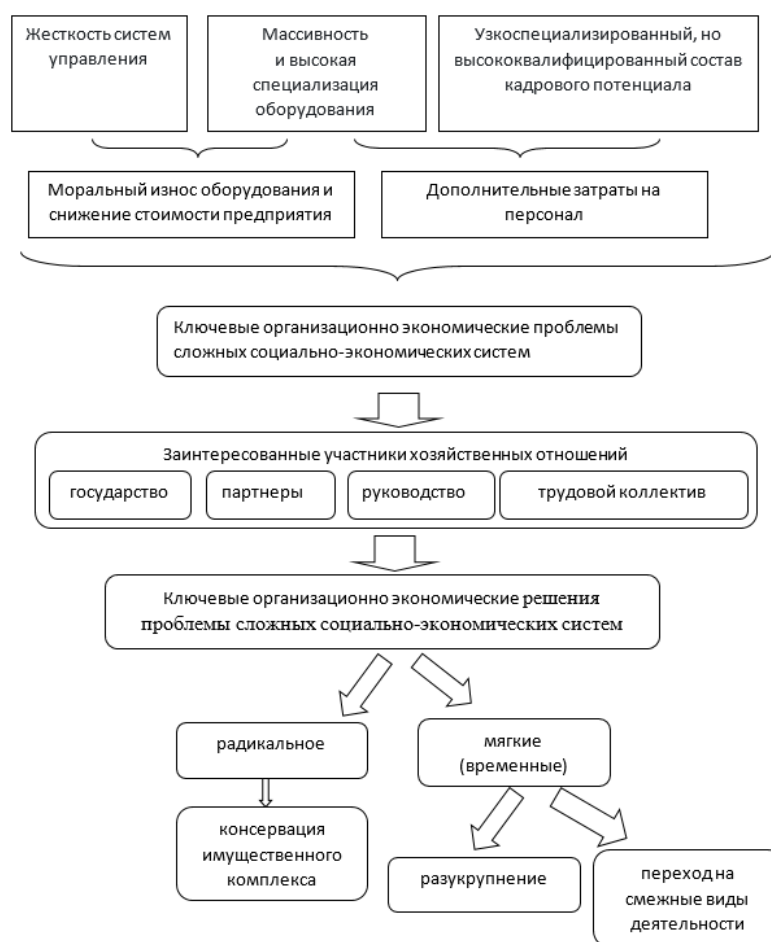 Жесткость систем
управления
Массивность
и высокая
специализация
оборудования
Узкоспециализированный, но
высококвалифицированный состав
кадрового потенциала
Моральный износ оборудования и
снижение стоимости предприятия
Дополнительные затраты на
персонал
Ключевые организационно экономические проблемы
сложных социально-экономических систем
Заинтересованные участники хозяйственных отношений
государство
партнеры
руководство
трудовой коллектив
Ключевые организационно экономические решения
проблемы сложных социально-экономических систем
радикальное
мягкие
(временные)
консервация
имущественного
комплекса
разукрупнение
переход на
смежные виды
деятельности